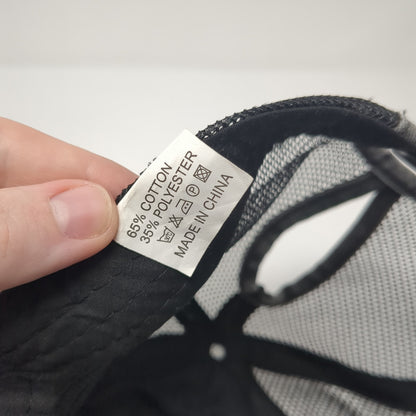 65% COTTON
35% POLYESTER
MADE IN CHINA